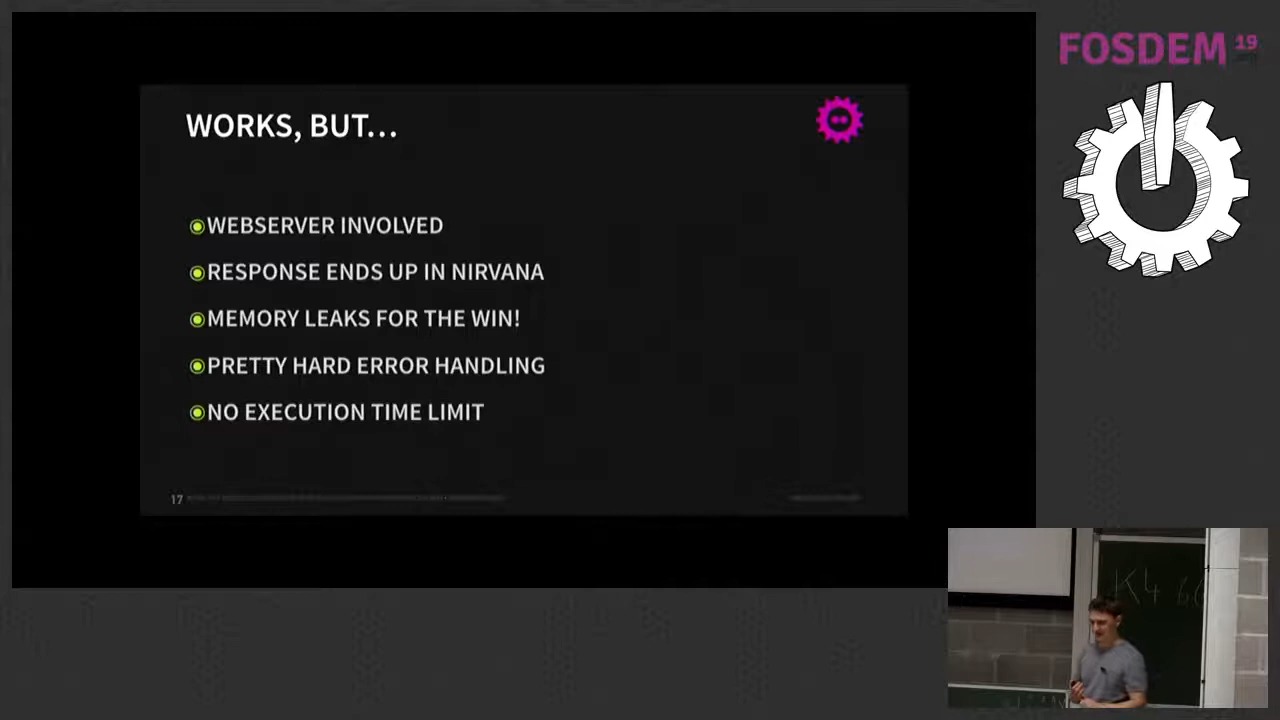 FOSDEM 19
WORKS, BUT...
WEBSERVER INVOLVED
RESPONSE ENDS UP IN NIRVANA
MEMORY LEAKS FOR THE WIN!
PRETTY HARD ERROR HANDLING
NO EXECUTION TIME LIMIT
17
K4